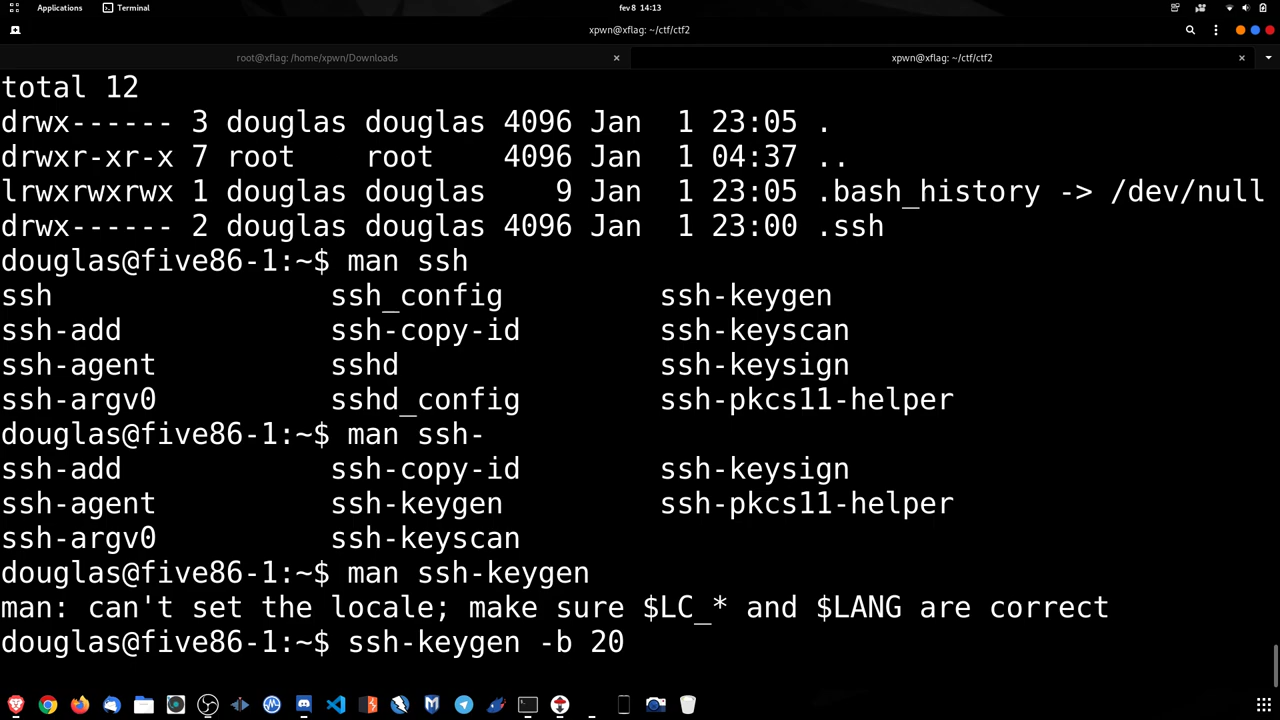 Applications Terminal fev 8 14:13
xpwn@xflag: ~/ctf/ctf2
root@xflag: /home/xpwn/Downloads xpwn@xflag: ~/ctf/ctf2
total 12
drwx------ 3 douglas douglas 4096 Jan  1 23:05 .
drwxr-xr-x 7 root    root    4096 Jan  1 04:37 ..
lrwxrwxrwx 1 douglas douglas    9 Jan  1 23:05 .bash_history -> /dev/null
drwx------ 2 douglas douglas 4096 Jan  1 23:00 .ssh
douglas@five86-1:~$ man ssh
ssh                ssh_config         ssh-keygen
ssh-add            ssh-copy-id        ssh-keyscan
ssh-agent          sshd               ssh-keysign
ssh-argv0          sshd_config        ssh-pkcs11-helper
douglas@five86-1:~$ man ssh-
ssh-add            ssh-copy-id        ssh-keysign
ssh-agent          ssh-keygen         ssh-pkcs11-helper
ssh-argv0          ssh-keyscan
douglas@five86-1:~$ man ssh-keygen
man: can't set the locale; make sure $LC_* and $LANG are correct
douglas@five86-1:~$ ssh-keygen -b 20